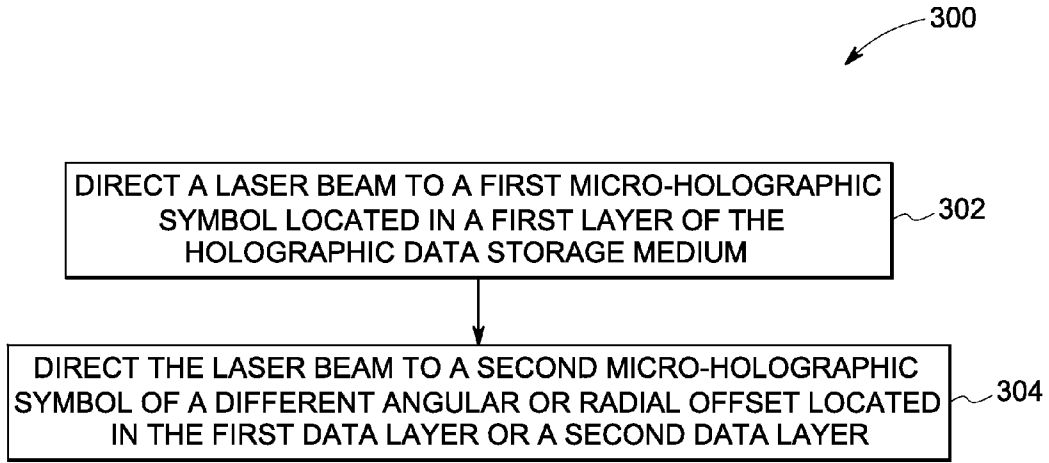 300
DIRECT A LASER BEAM TO A FIRST MICRO-HOLOGRAPHIC
SYMBOL LOCATED IN A FIRST LAYER OF THE
HOLOGRAPHIC DATA STORAGE MEDIUM
302
DIRECT THE LASER BEAM TO A SECOND MICRO-HOLOGRAPHIC
SYMBOL OF A DIFFERENT ANGULAR OR RADIAL OFFSET LOCATED
IN THE FIRST DATA LAYER OR A SECOND DATA LAYER
304